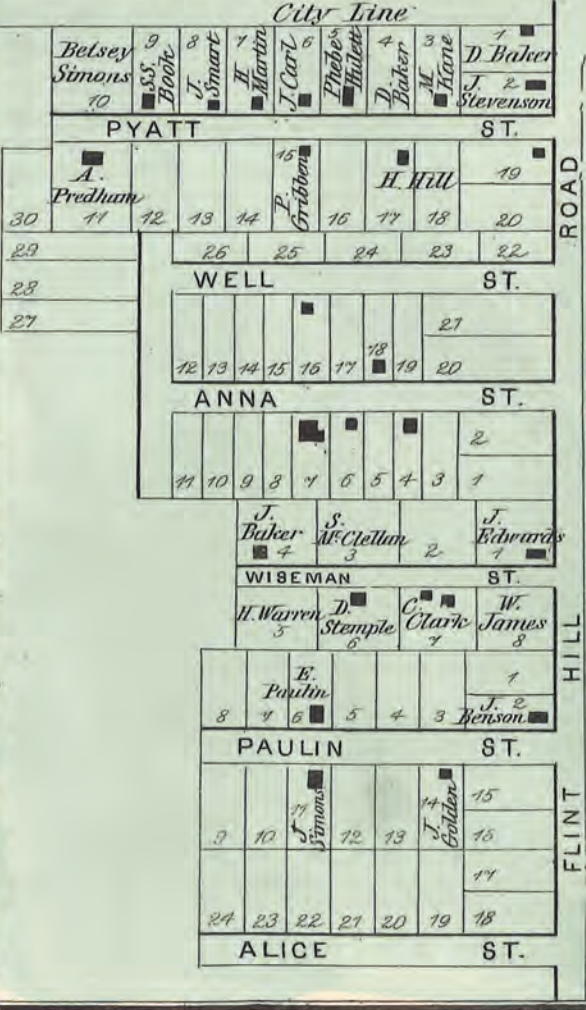 City Line
Betsey
Simons
10
9
S.S.
Book
8
J.
Smart
7
H
Martin
6
J. Carl
5
Phebe
4
D.
Baker
3
M
Kane
1
D. Baker
J. 2
Stevenson
PYATT ST.
30
A.
Predham
11
12
13
14
15
P.
Gribben
16
H. Hill
17
18
19
20
29
28
27
26
25
24
23
22
WELL ST.
12
13
14
15
16
17
18
19
21
20
ANNA ST.
11
10
9
8
7
6
5
4
3
2
1
J.
Baker
4
S.
McClellan
3
2
J.
Edwards
1
WISEMAN ST.
H. Warren
5
D.
Stemple
6
C.
Clark
7
W.
James
8
8
7
E.
Paulin
6
5
4
3
1
J. 2
Benson
PAULIN ST.
9
10
11
J
Simons
12
13
14
J.
Golden
15
16
17
18
24
23
22
21
20
19
ALICE ST.
FLINT HILL ROAD